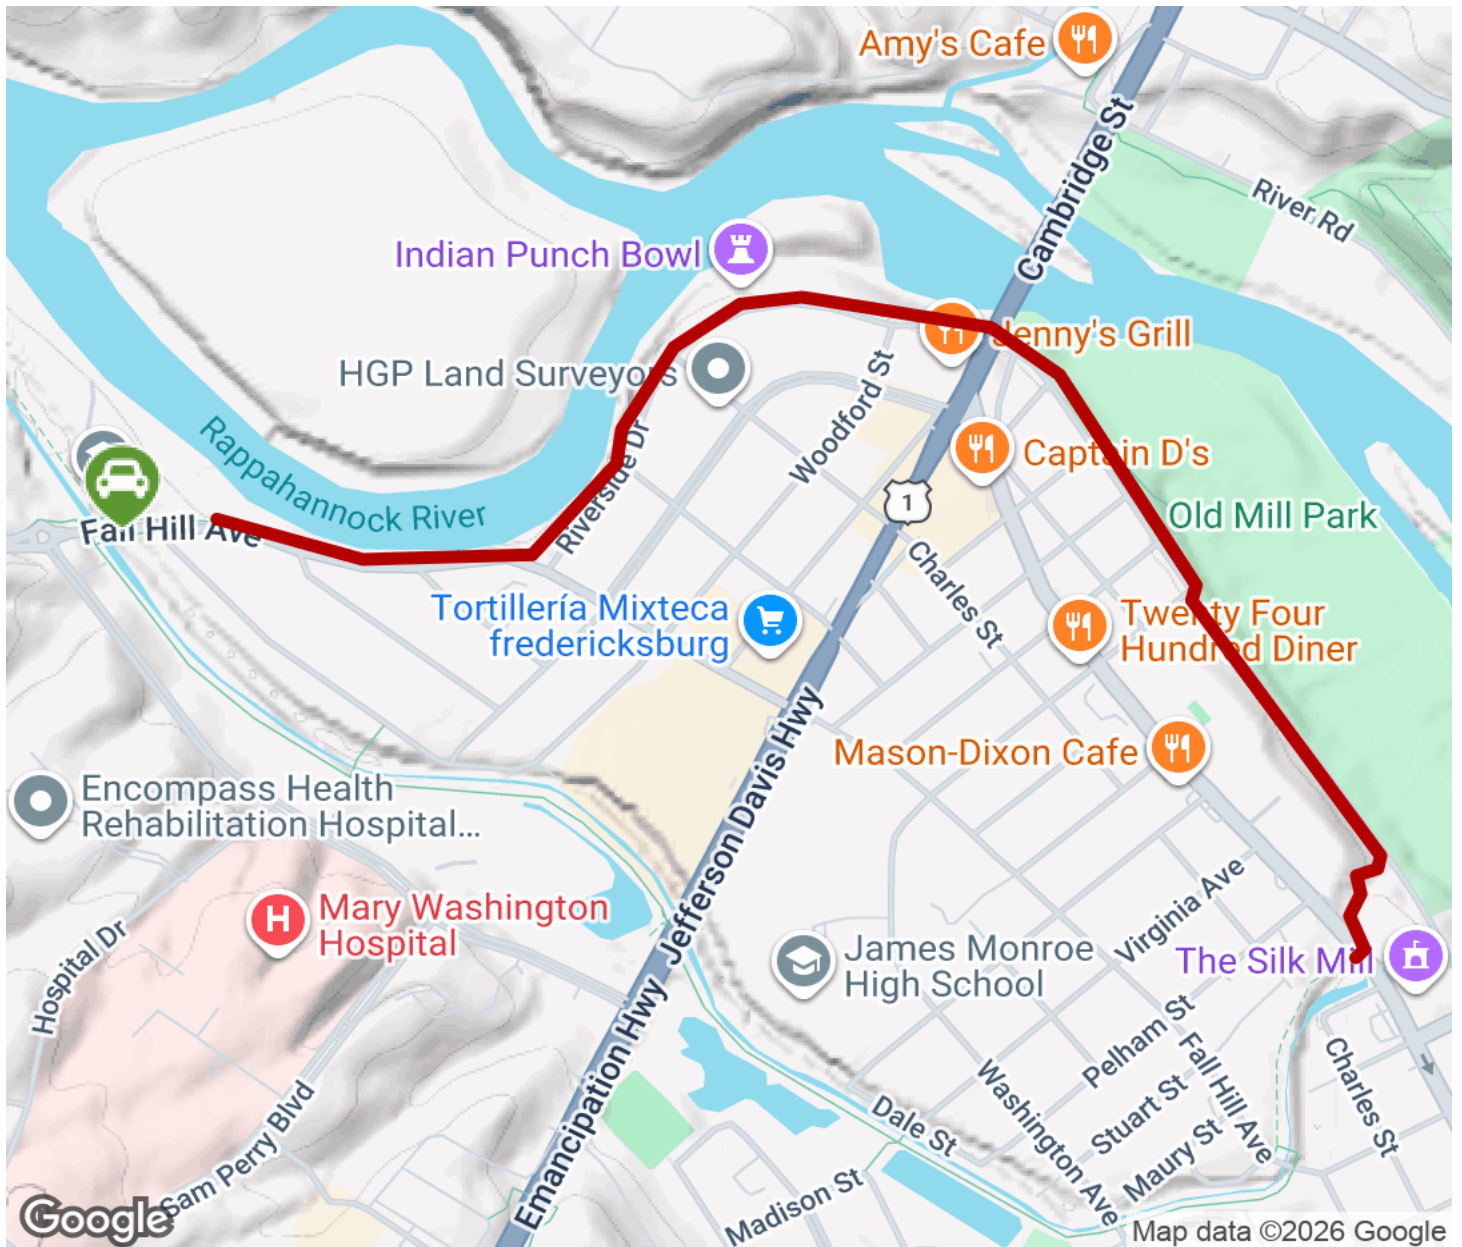 Amy's Cafe
Cambridge St
River Rd
Indian Punch Bowl
Jenny's Grill
HGP Land Surveyors
Woodford St
Captain D's
Rappahannock River
Riverside Dr
1
Old Mill Park
Fall Hill Ave
Charles St
Tortillería Mixteca
fredericksburg
Twenty Four
Hundred Diner
Jefferson Davis Hwy
Mason-Dixon Cafe
Encompass Health
Rehabilitation Hospital...
Virginia Ave
H
Mary Washington
Hospital
James Monroe
High School
The Silk Mill
Hospital Dr
Emancipation Hwy
Pelham St
Fall Hill Ave
Charles St
Washington Ave
Stuart St
Dale St
Maury St
Sam Perry Blvd
Madison St
Google
Map data ©2026 Google